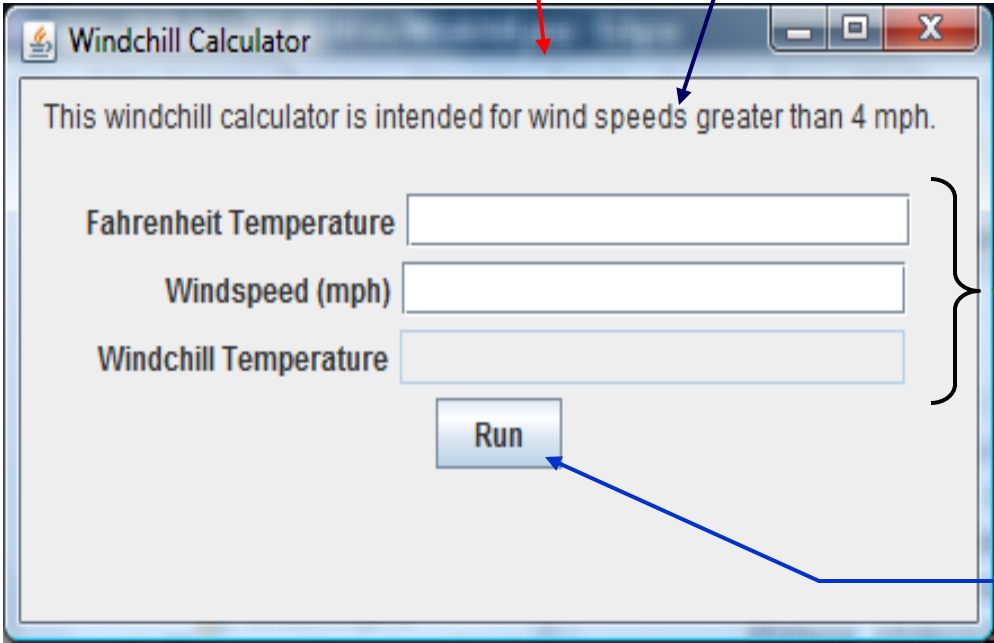 Windchill Calculator
This windchill calculator is intended for wind speeds greater than 4 mph.
Fahrenheit Temperature
Windspeed (mph)
Windchill Temperature
Run